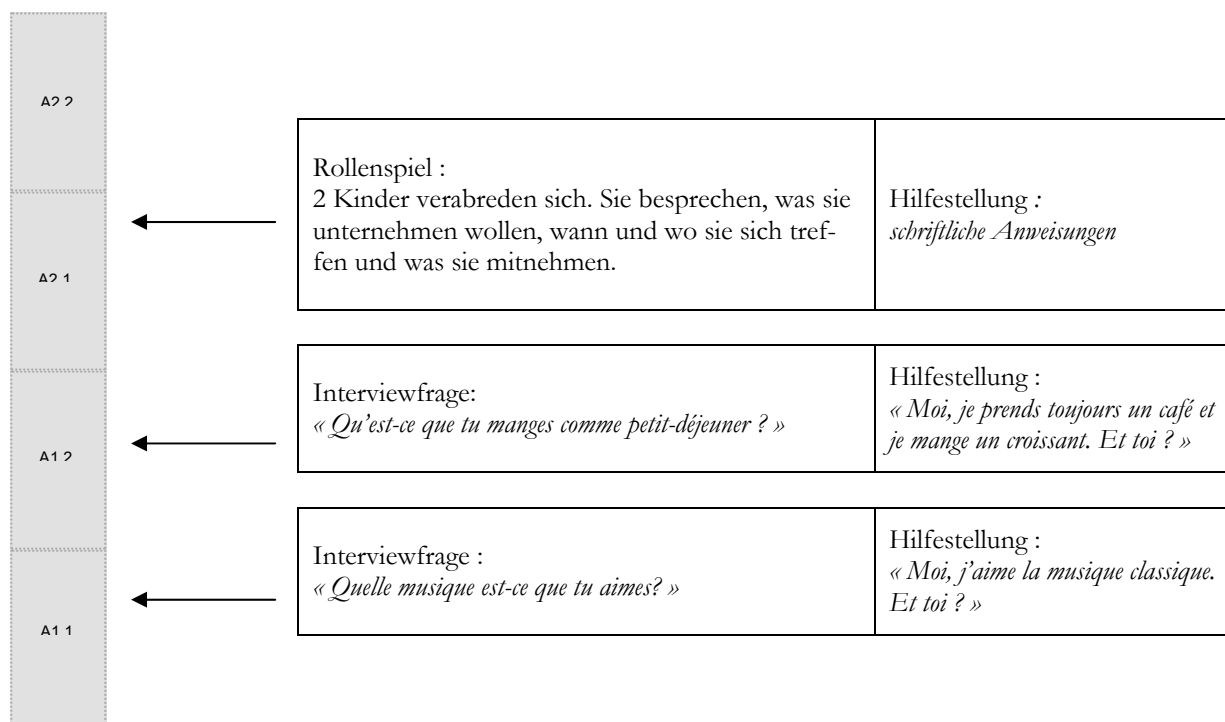 A2.2
Rollenspiel :
2 Kinder verabreden sich. Sie besprechen, was sie
unternehmen wollen, wann und wo sie sich tref-
fen und was sie mitnehmen.
Hilfestellung :
schriftliche Anweisungen
A2.1
Interviewfrage:
« Qu’est-ce que tu manges comme petit-déjeuner ? »
Hilfestellung :
« Moi, je prends toujours un café et
je mange un croissant. Et toi ? »
A1.2
Interviewfrage :
« Quelle musique est-ce que tu aimes? »
Hilfestellung :
« Moi, j’aime la musique classique.
Et toi ? »
A1.1